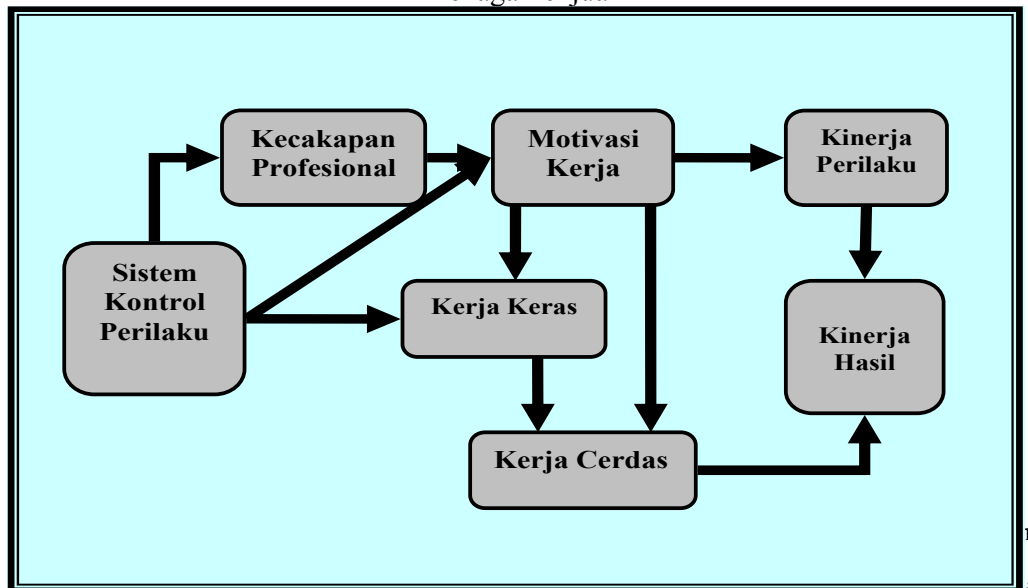 Kecakapan
Profesional
Motivasi
Kerja
Kinerja
Perilaku
Sistem
Kontrol
Perilaku
Kerja Keras
Kinerja
Hasil
Kerja Cerdas